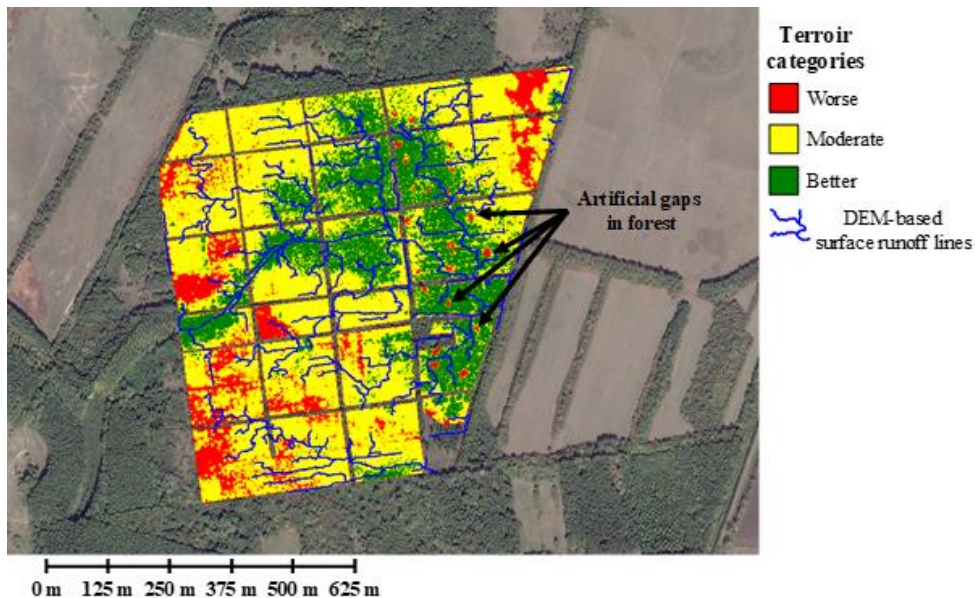 Terroir
categories
Worse
Moderate
Better
DEM-based
surface runoff lines
Artificial gaps
in forest
0 m 125 m 250 m 375 m 500 m 625 m